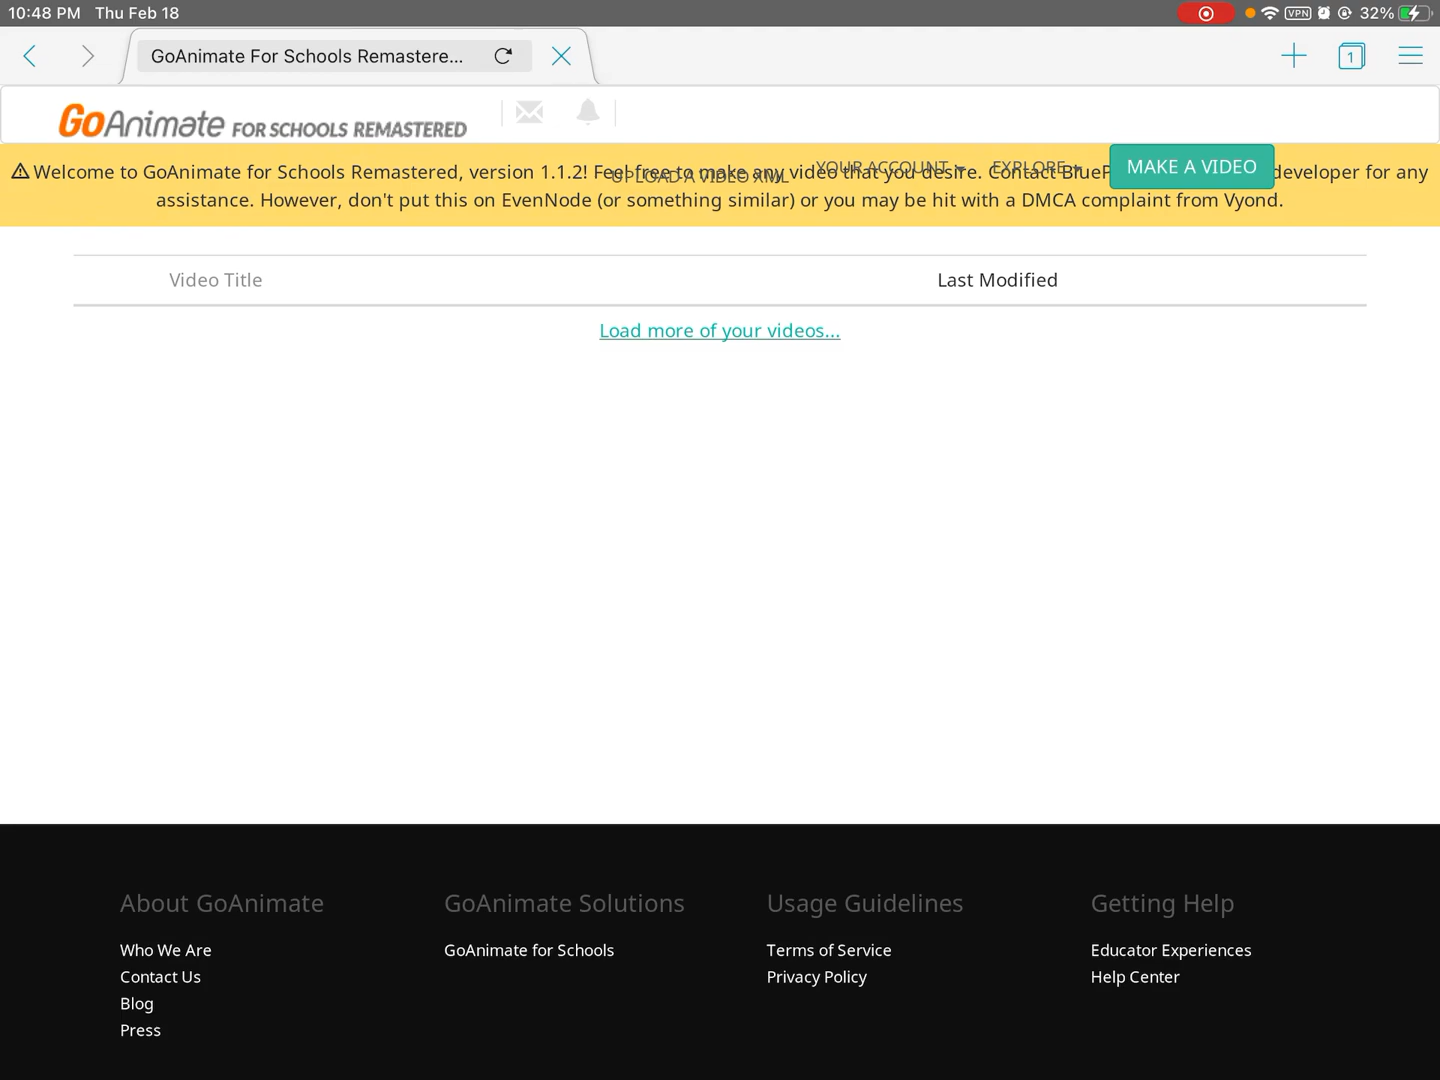 10:48 PM Thu Feb 18
VPN
32%
GoAnimate For Schools Remastere...
1
GoAnimate FOR SCHOOLS REMASTERED
Welcome to GoAnimate for Schools Remastered, version 1.1.2! Feel free to make any video that you desire. Contact BlueP developer for any
assistance. However, don't put this on EvenNode (or something similar) or you may be hit with a DMCA complaint from Vyond.
UPLOAD A VIDEO XML
YOUR ACCOUNT
EXPLORE
MAKE A VIDEO
Video Title
Last Modified
Load more of your videos...
About GoAnimate
Who We Are
Contact Us
Blog
Press
GoAnimate Solutions
GoAnimate for Schools
Usage Guidelines
Terms of Service
Privacy Policy
Getting Help
Educator Experiences
Help Center